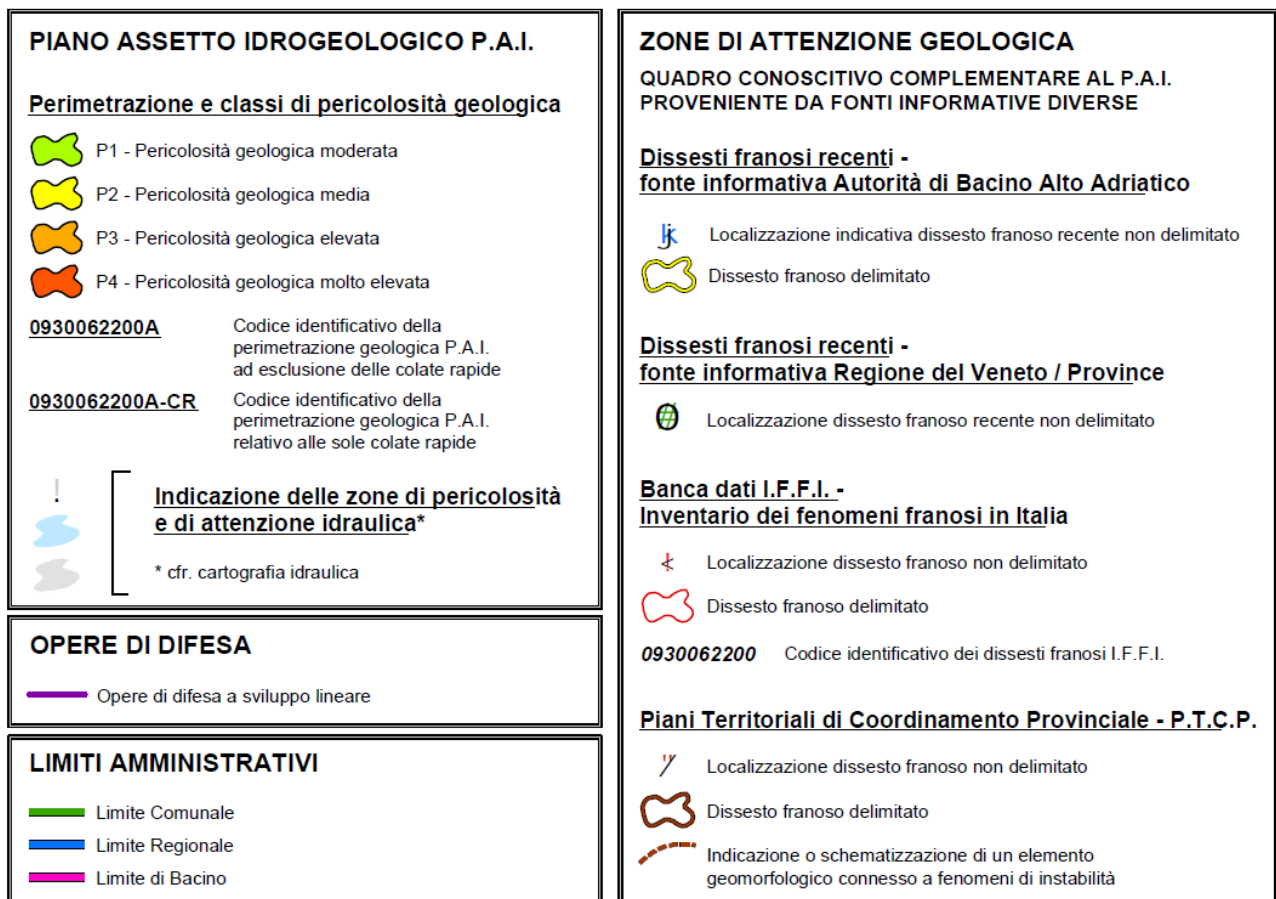 PIANO ASSETTO IDROGEOLOGICO P.A.I.
Perimetrazione e classi di pericolosità geologica
P1 - Pericolosità geologica moderata
P2 - Pericolosità geologica media
P3 - Pericolosità geologica elevata
P4 - Pericolosità geologica molto elevata
0930062200A Codice identificativo della
perimetrazione geologica P.A.I.
ad esclusione delle colate rapide
0930062200A-CR Codice identificativo della
perimetrazione geologica P.A.I.
relativo alle sole colate rapide
!
Indicazione delle zone di pericolosità
e di attenzione idraulica*
* cfr. cartografia idraulica
OPERE DI DIFESA
Opere di difesa a sviluppo lineare
LIMITI AMMINISTRATIVI
Limite Comunale
Limite Regionale
Limite di Bacino
ZONE DI ATTENZIONE GEOLOGICA
QUADRO CONOSCITIVO COMPLEMENTARE AL P.A.I.
PROVENIENTE DA FONTI INFORMATIVE DIVERSE
Dissesti franosi recenti -
fonte informativa Autorità di Bacino Alto Adriatico
Localizzazione indicativa dissesto franoso recente non delimitato
Dissesto franoso delimitato
Dissesti franosi recenti -
fonte informativa Regione del Veneto / Province
Localizzazione dissesto franoso recente non delimitato
Banca dati I.F.F.I. -
Inventario dei fenomeni franosi in Italia
Localizzazione dissesto franoso non delimitato
Dissesto franoso delimitato
0930062200 Codice identificativo dei dissesti franosi I.F.F.I.
Piani Territoriali di Coordinamento Provinciale - P.T.C.P.
Localizzazione dissesto franoso non delimitato
Dissesto franoso delimitato
Indicazione o schematizzazione di un elemento
geomorfologico connesso a fenomeni di instabilità